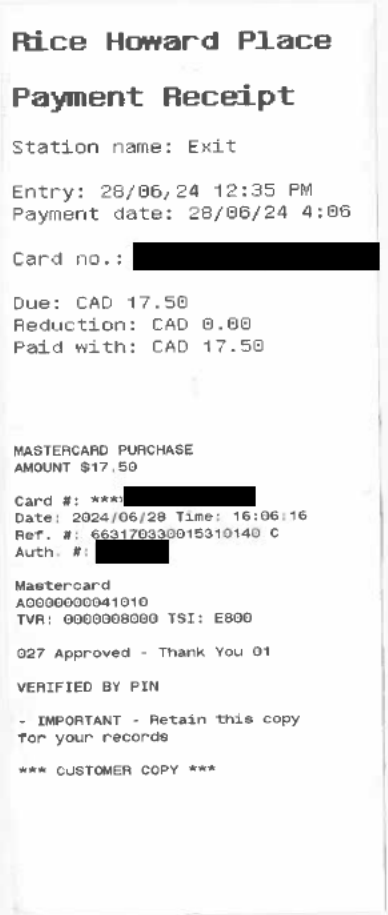 Rice Howard Place
Payment Receipt
Station name: Exit
Entry: 28/06/24 12:35 PM
Payment date: 28/06/24 4:06
Card no.:
Due: CAD 17.50
Reduction: CAD 0.00
Paid with: CAD 17.50
MASTERCARD PURCHASE
AMOUNT $17.50
Card #: ***
Date: 2024/06/28 Time: 16:06:16
Ref. #: 663170330015310140 C
Auth. #:
Mastercard
A0000000041010
TVR: 0000008000 TSI: E800
027 Approved - Thank You 01
VERIFIED BY PIN
- IMPORTANT - Retain this copy
for your records
*** CUSTOMER COPY ***